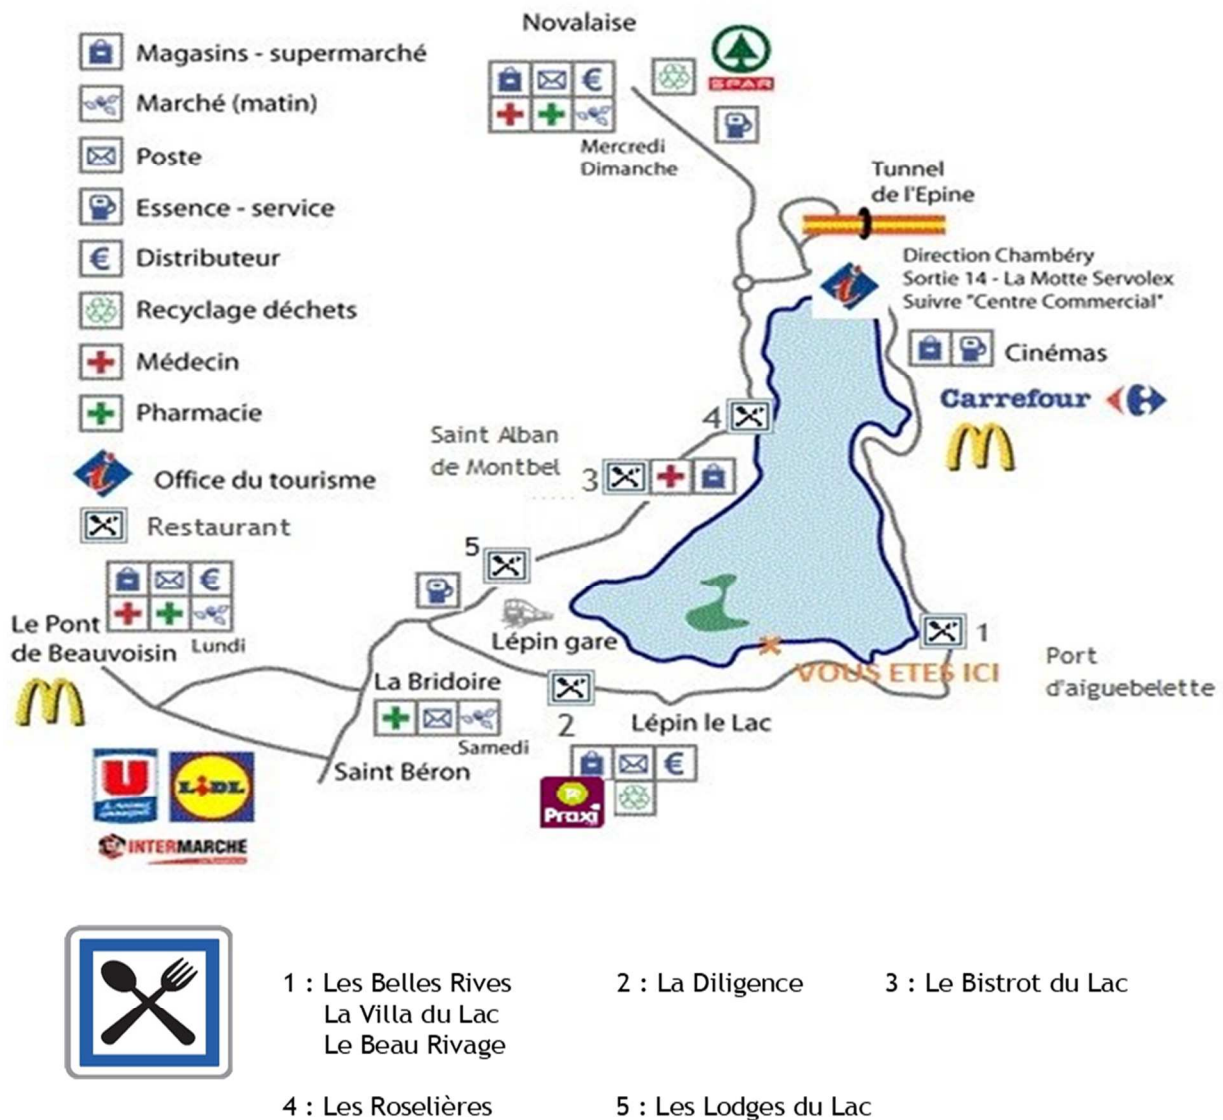 Novalaise
SPAR
Magasins - supermarché
Marché (matin)
Poste
Essence - service
Distributeur
Recyclage déchets
Médecin
Pharmacie
Office du tourisme
Restaurant
Mercredi
Dimanche
Tunnel
de l'Epine
Direction Chambéry
Sortie 14 - La Motte Servolex
Suivre "Centre Commercial"
Cinémas
Carrefour
4
Saint Alban
de Montbel
3
5
Le Pont
de Beauvoisin
Lundi
Lépin gare
1
VOUS ETES ICI
Port
d'aiguebelette
La Bridoire
Samedi
2
Lépin le Lac
Saint Béron
Proxi
U
LIDL
INTERMARCHE
1 : Les Belles Rives
La Villa du Lac
Le Beau Rivage
2 : La Diligence
3 : Le Bistrot du Lac
4 : Les Roselières
5 : Les Lodges du Lac